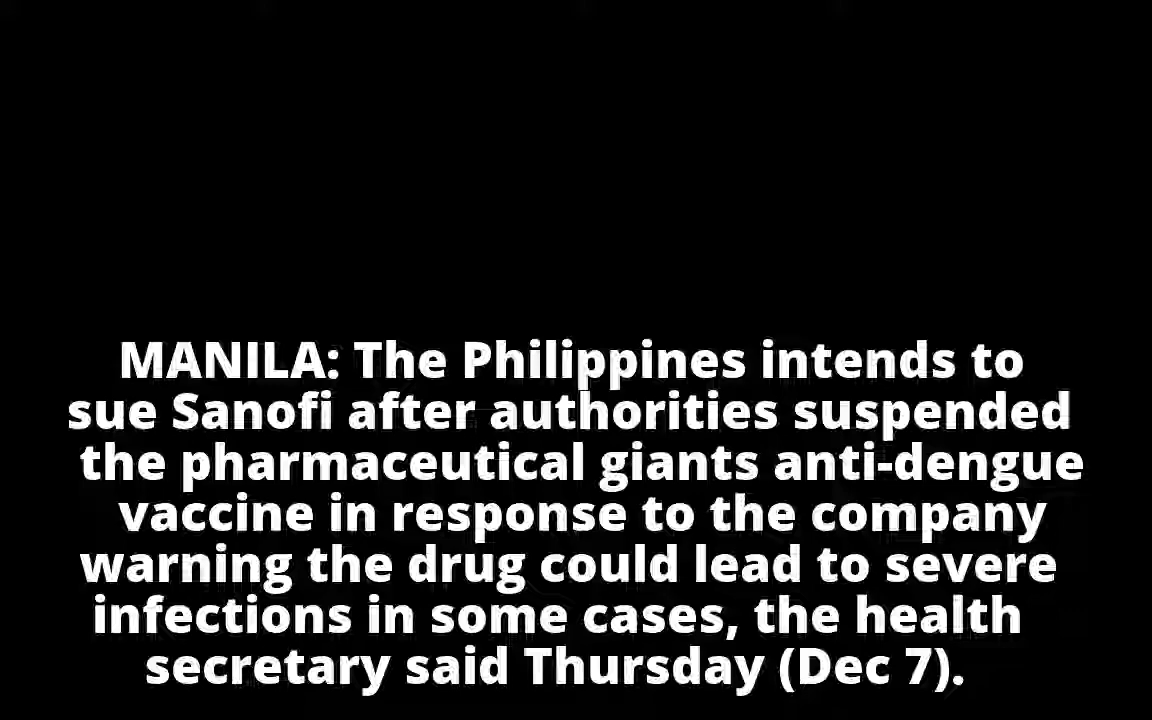 MANILA: The Philippines intends to
sue Sanofi after authorities suspended
the pharmaceutical giants anti-dengue
vaccine in response to the company
warning the drug could lead to severe
infections in some cases, the health
secretary said Thursday (Dec 7).